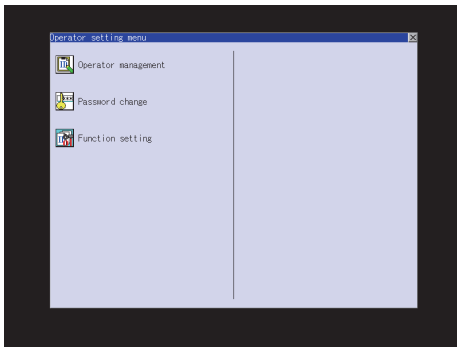 Operator setting menu
Operator management
Password change
Function setting